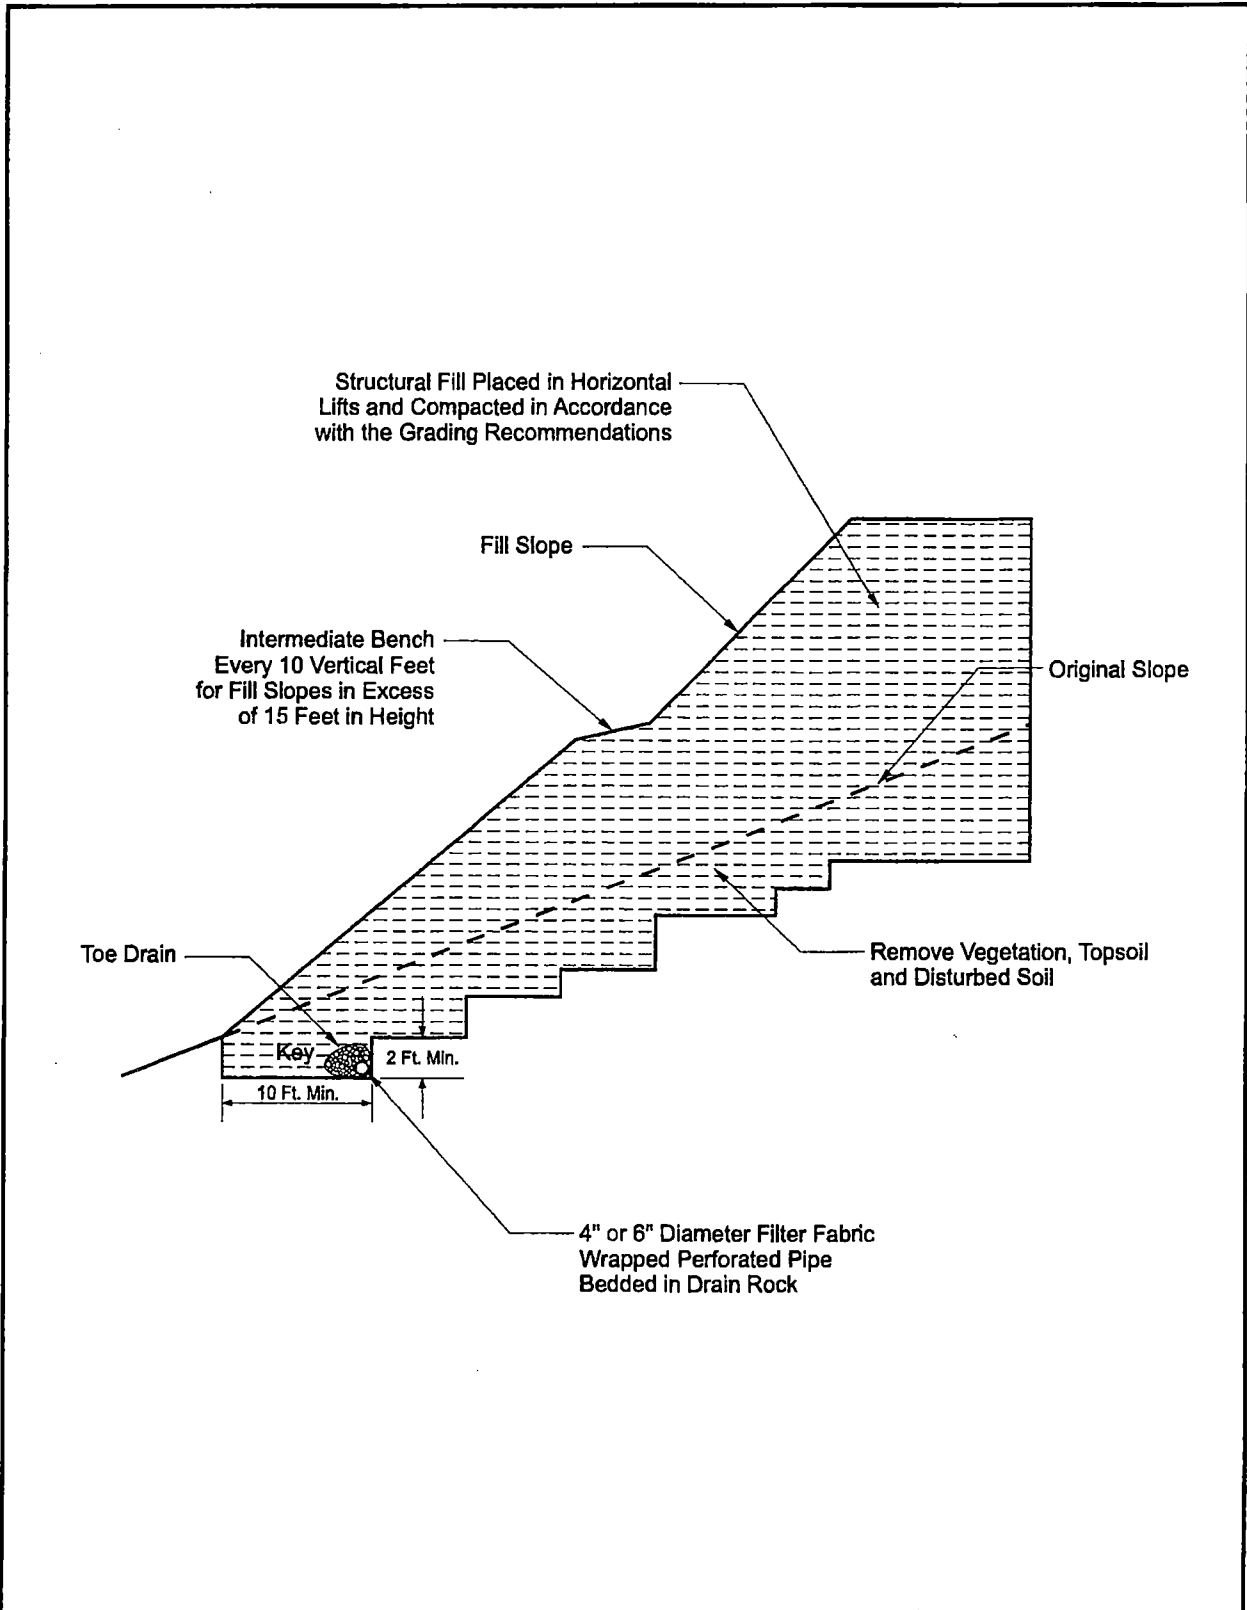 Structural Fill Placed in Horizontal
Lifts and Compacted in Accordance
with the Grading Recommendations
Fill Slope
Intermediate Bench
Every 10 Vertical Feet
for Fill Slopes in Excess
of 15 Feet in Height
Original Slope
Toe Drain
Remove Vegetation, Topsoil
and Disturbed Soil
Key
2 Ft. Min.
10 Ft. Min.
4" or 6" Diameter Filter Fabric
Wrapped Perforated Pipe
Bedded in Drain Rock